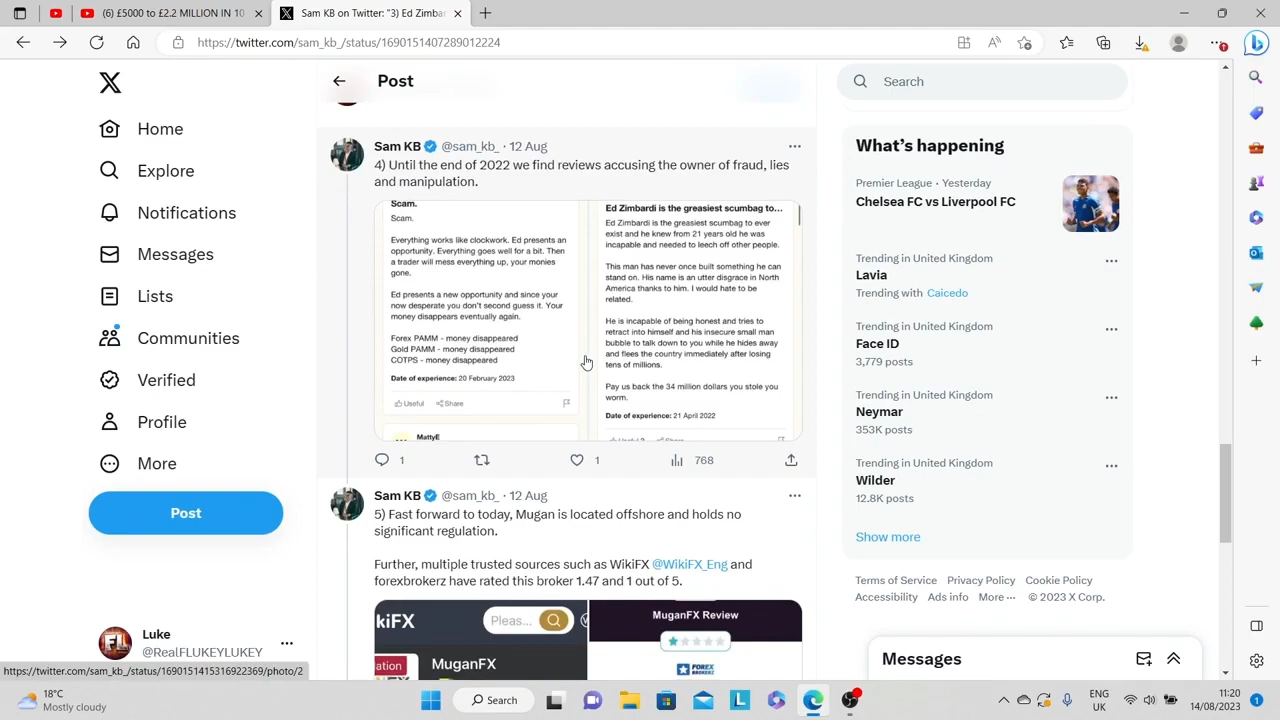 (6) £5000 to £2.2 MILLION IN 10
Sam KB on Twitter: "3) Ed Zimbar
https://twitter.com/sam_kb_/status/1690151407289012224
Post
Search
Home
Explore
Notifications
Messages
Lists
Communities
Verified
Profile
More
Post
Luke
@RealFLUKEYLUKEY
https://twitter.com/sam_kb_/status/1690151415316922369/photo/2
Sam KB @sam_kb_ · 12 Aug
4) Until the end of 2022 we find reviews accusing the owner of fraud, lies
and manipulation.
Scam.
Scam.
Everything works like clockwork. Ed presents an
opportunity. Everything goes well for a bit. Then
a trader will mess everything up, your monies
gone.
Ed presents a new opportunity and since your
now desperate you don't second guess it. Your
money disappears eventually again.
Forex PAMM - money disappeared
Gold PAMM - money disappeared
COTPS - money disappeared
Date of experience: 20 February 2023
Useful Share
MattyE
Ed Zimbardi is the greasiest scumbag to...
Ed Zimbardi is the greasiest scumbag to ever
exist and he knew from 21 years old he was
incapable and needed to leech off other people.
This man has never once built something he can
stand on. His name is an utter disgrace in North
America thanks to him. I would hate to be
related.
He is incapable of being honest and tries to
retract into himself and his insecure small man
bubble to talk down to you while he hides away
and flees the country immediately after losing
tens of millions.
Pay us back the 34 million dollars you stole you
worm.
Date of experience: 21 April 2022
1 1 768
Sam KB @sam_kb_ · 12 Aug
5) Fast forward to today, Mugan is located offshore and holds no
significant regulation.
Further, multiple trusted sources such as WikiFX @WikiFX_Eng and
forexbrokerz have rated this broker 1.47 and 1 out of 5.
kiFX
Pleas...
ation
MuganFX
MuganFX Review
FOREX
BROKERZ
What's happening
Premier League · Yesterday
Chelsea FC vs Liverpool FC
Trending in United Kingdom
Lavia
Trending with Caicedo
Trending in United Kingdom
Face ID
3,779 posts
Trending in United Kingdom
Neymar
353K posts
Trending in United Kingdom
Wilder
12.8K posts
Show more
Terms of Service Privacy Policy Cookie Policy
Accessibility Ads info More ··· © 2023 X Corp.
Messages
18°C
Mostly cloudy
Search
ENG
UK
11:20
14/08/2023
1